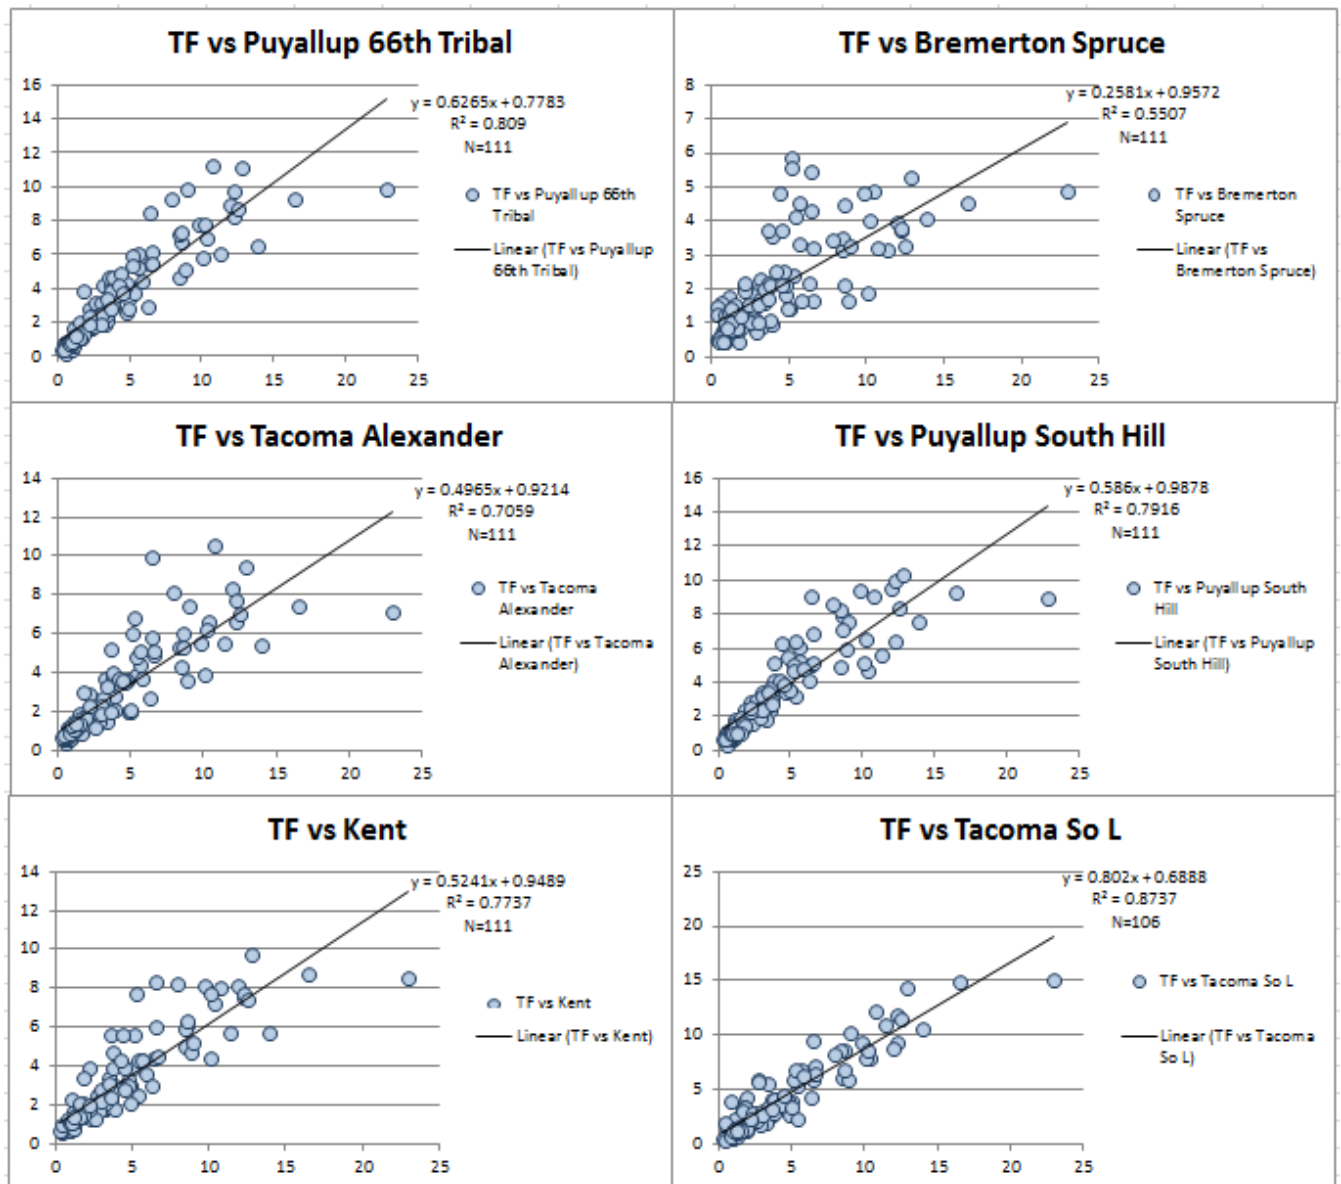 TF vs Puyallup 66th Tribal
16
14
12
10
8
6
4
2
0
0 5 10 15 20 25
y = 0.6265x + 0.7783
R² = 0.809
N=111
TF vs Puyallup 66th
Tribal
Linear (TF vs Puyallup
66th Tribal)
TF vs Bremerton Spruce
8
7
6
5
4
3
2
1
0
0 5 10 15 20 25
y = 0.2581x + 0.9572
R² = 0.5507
N=111
TF vs Bremerton
Spruce
Linear (TF vs
Bremerton Spruce)
TF vs Tacoma Alexander
14
12
10
8
6
4
2
0
0 5 10 15 20 25
y = 0.4965x + 0.9214
R² = 0.7059
N=111
TF vs Tacoma
Alexander
Linear (TF vs Tacoma
Alexander)
TF vs Puyallup South Hill
16
14
12
10
8
6
4
2
0
0 5 10 15 20 25
y = 0.586x + 0.9878
R² = 0.7916
N=111
TF vs Puyallup South
Hill
Linear (TF vs Puyallup
South Hill)
TF vs Kent
14
12
10
8
6
4
2
0
0 5 10 15 20 25
y = 0.5241x + 0.9489
R² = 0.7737
N=111
TF vs Kent
Linear (TF vs Kent)
TF vs Tacoma So L
25
20
15
10
5
0
0 5 10 15 20 25
y = 0.802x + 0.6888
R² = 0.8737
N=106
TF vs Tacoma So L
Linear (TF vs Tacoma
So L)